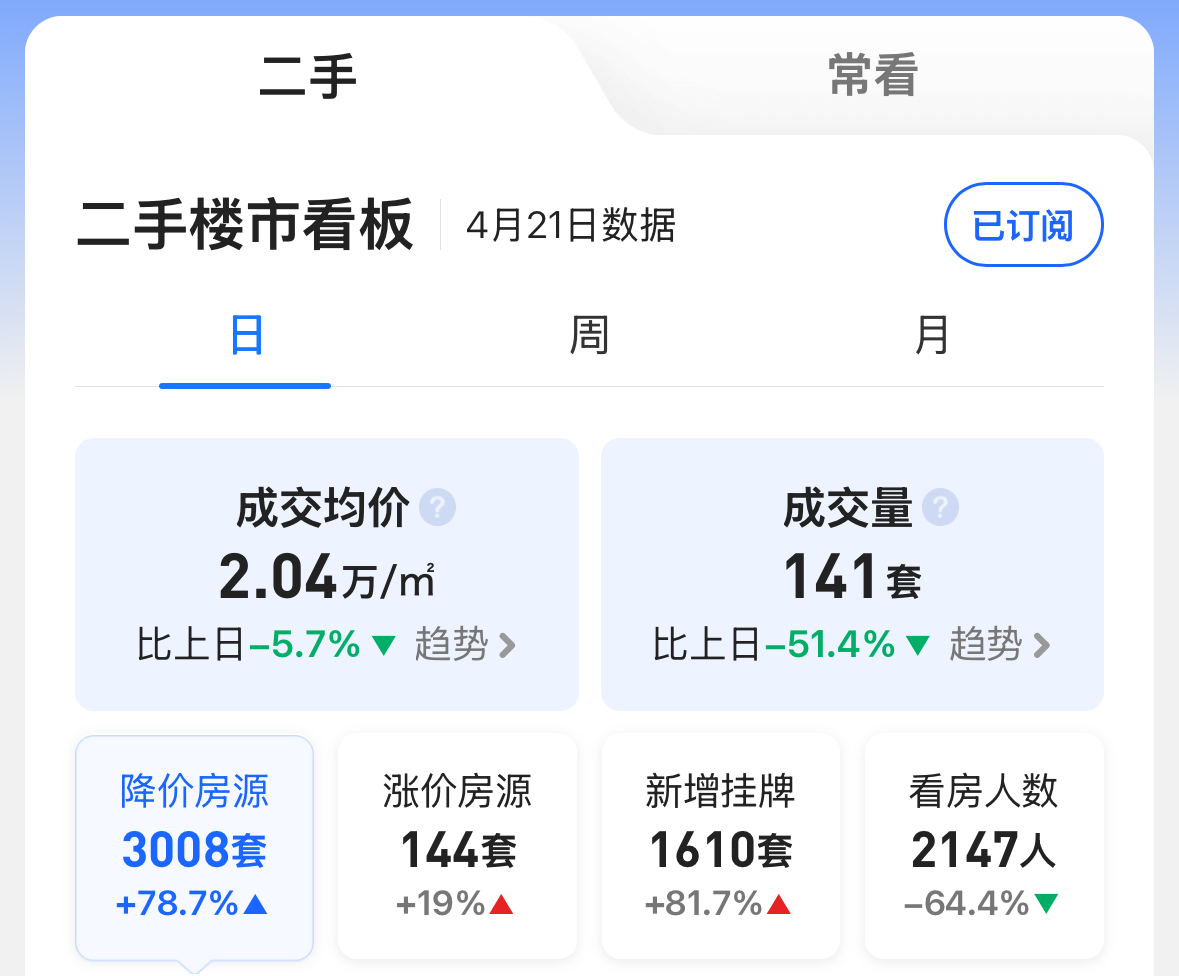 二手 常看
二手楼市看板 4月21日数据 已订阅
日 周 月
成交均价 ? 成交量 ?
2.04万/㎡ 141套
比上日-5.7%▼ 趋势> 比上日-51.4%▼ 趋势>
降价房源 涨价房源 新增挂牌 看房人数
3008套 144套 1610套 2147人
+78.7%▲ +19%▲ +81.7%▲ -64.4%▼